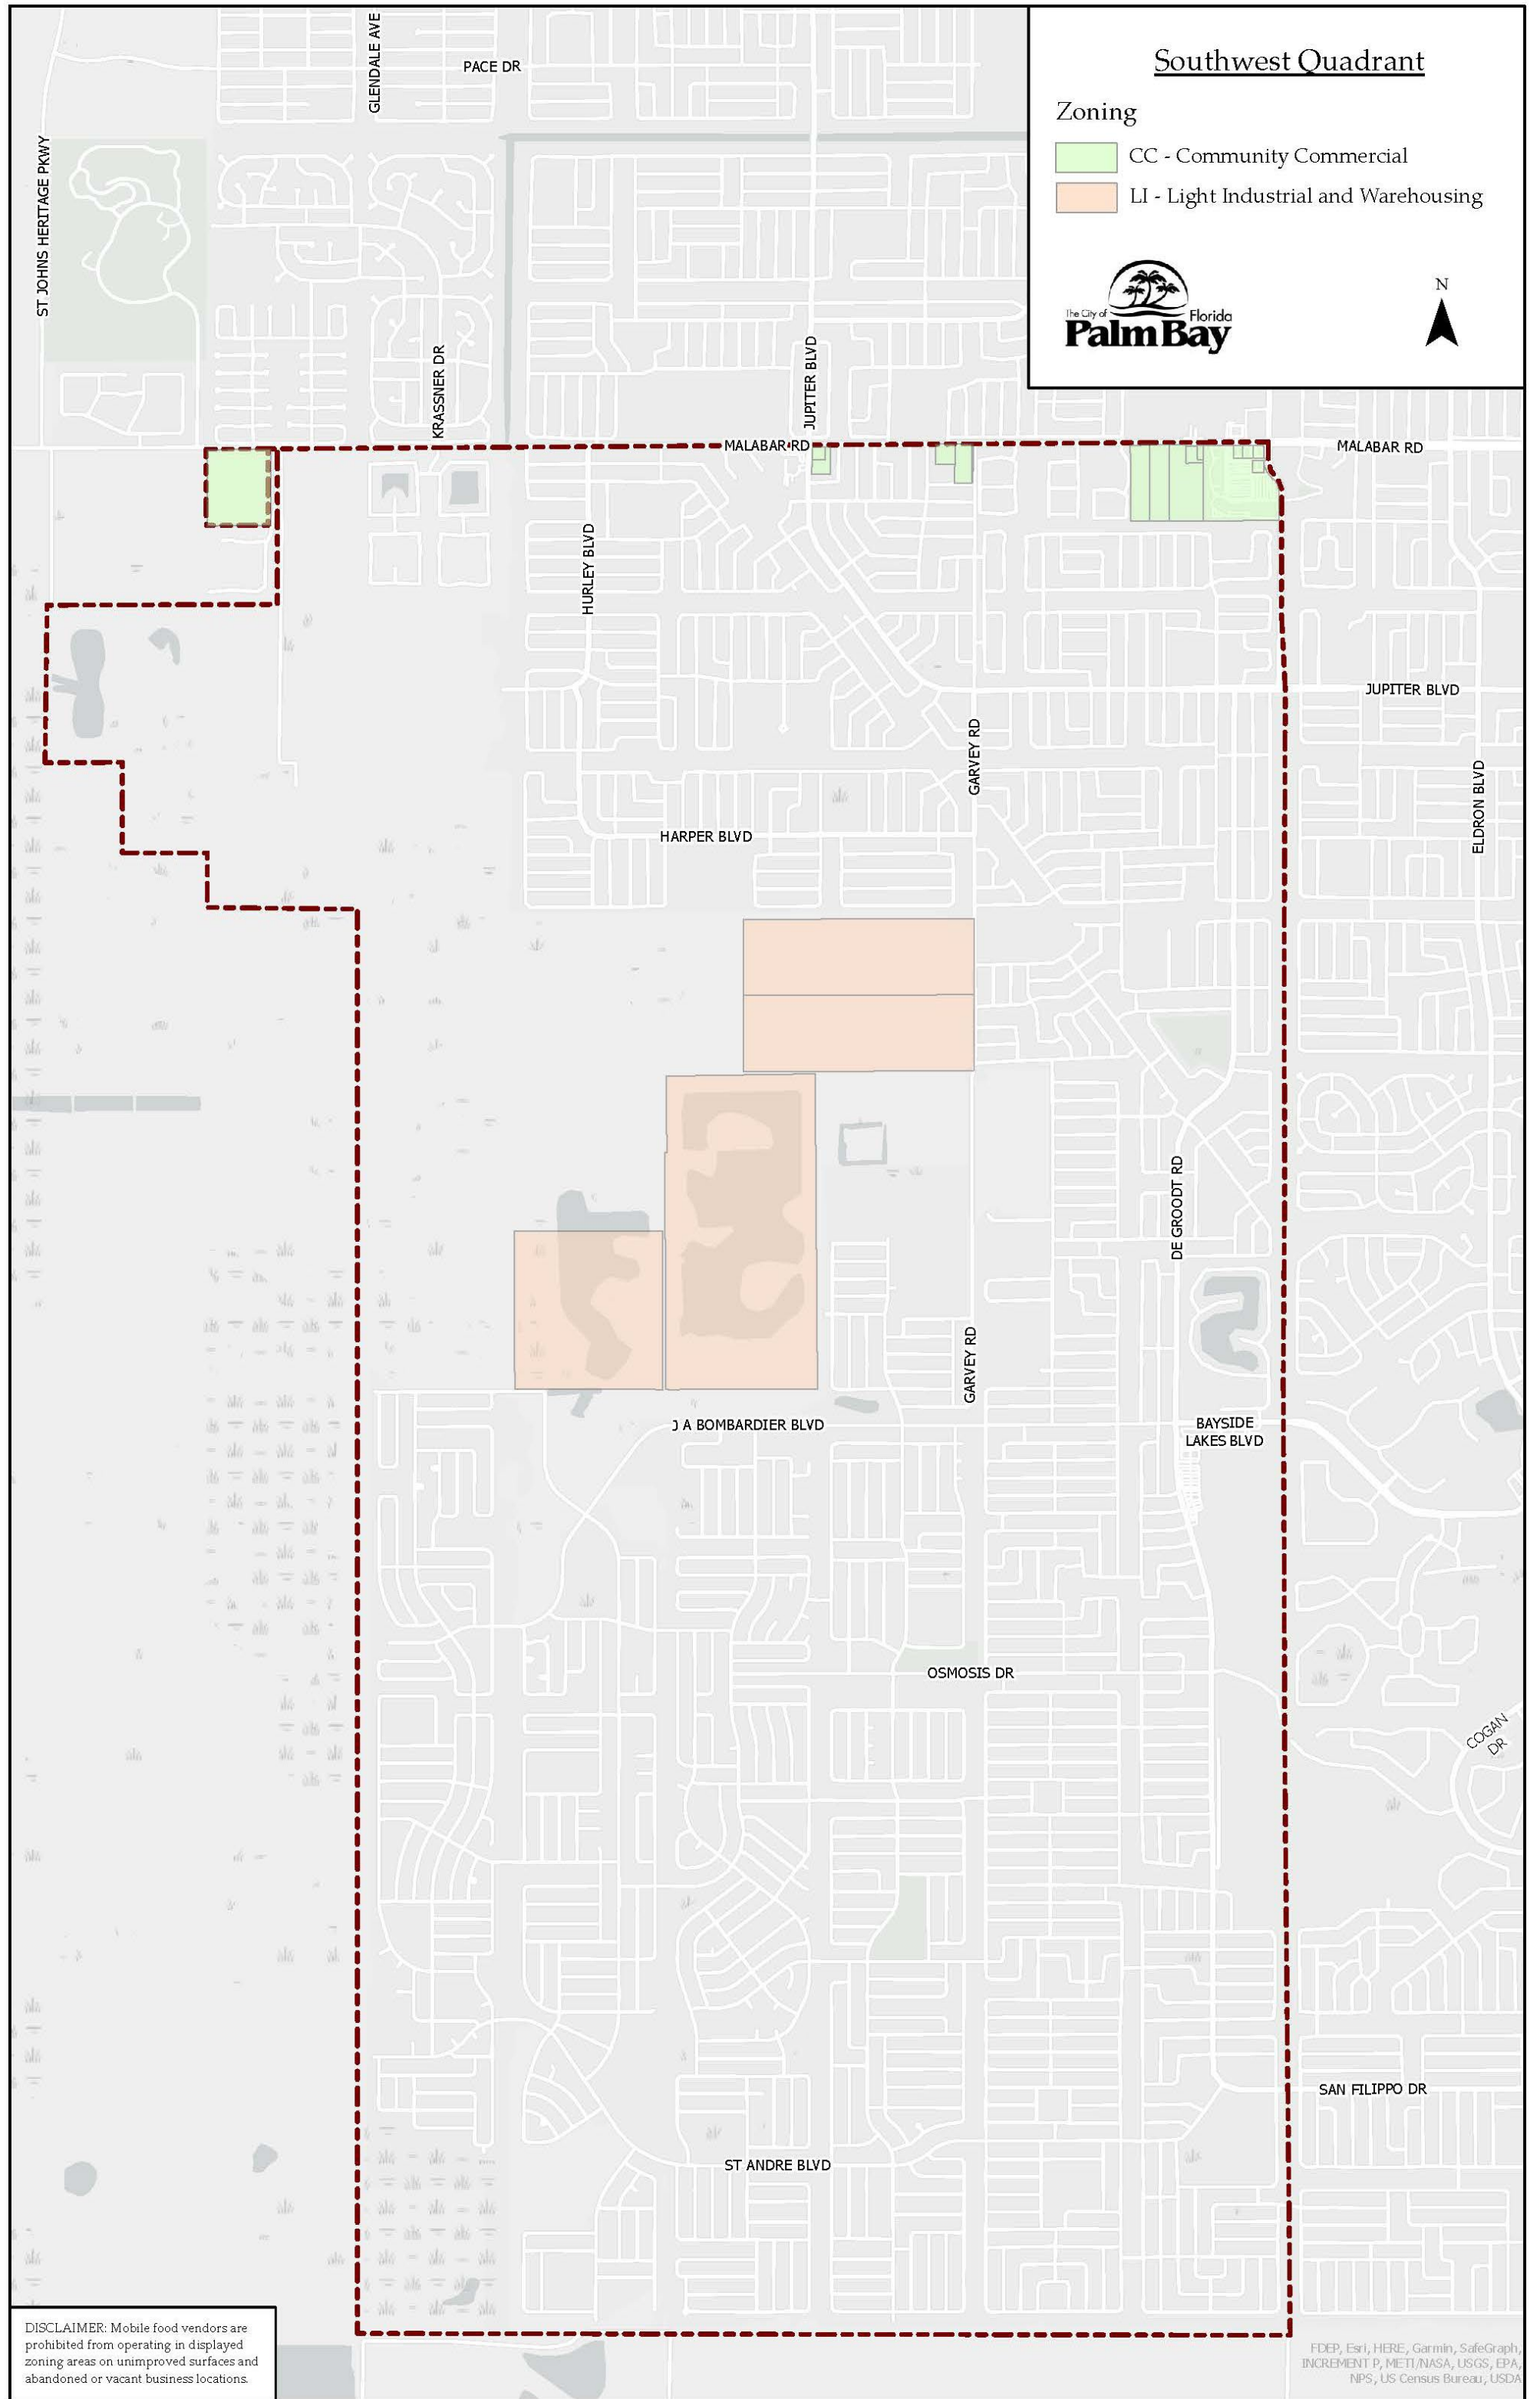 Southwest Quadrant
Zoning
CC - Community Commercial
LI - Light Industrial and Warehousing
The City of
Florida
Palm Bay
N
GLENDALE AVE
PACE DR
ST JOHNS HERITAGE PKWY
KRASSNER DR
JUPITER BLVD
MALABAR RD
MALABAR RD
HURLEY BLVD
JUPITER BLVD
GARVEY RD
ELDRON BLVD
HARPER BLVD
DE GROODT RD
GARVEY RD
J A BOMBARDIER BLVD
BAYSIDE
LAKES BLVD
OSMOSIS DR
COGAN
DR
SAN FILIPPO DR
ST ANDRE BLVD
DISCLAIMER: Mobile food vendors are
prohibited from operating in displayed
zoning areas on unimproved surfaces and
abandoned or vacant business locations.
FDEP, Esri, HERE, Garmin, SafeGraph,
INCREMENT P, METI/NASA, USGS, EPA,
NPS, US Census Bureau, USDA